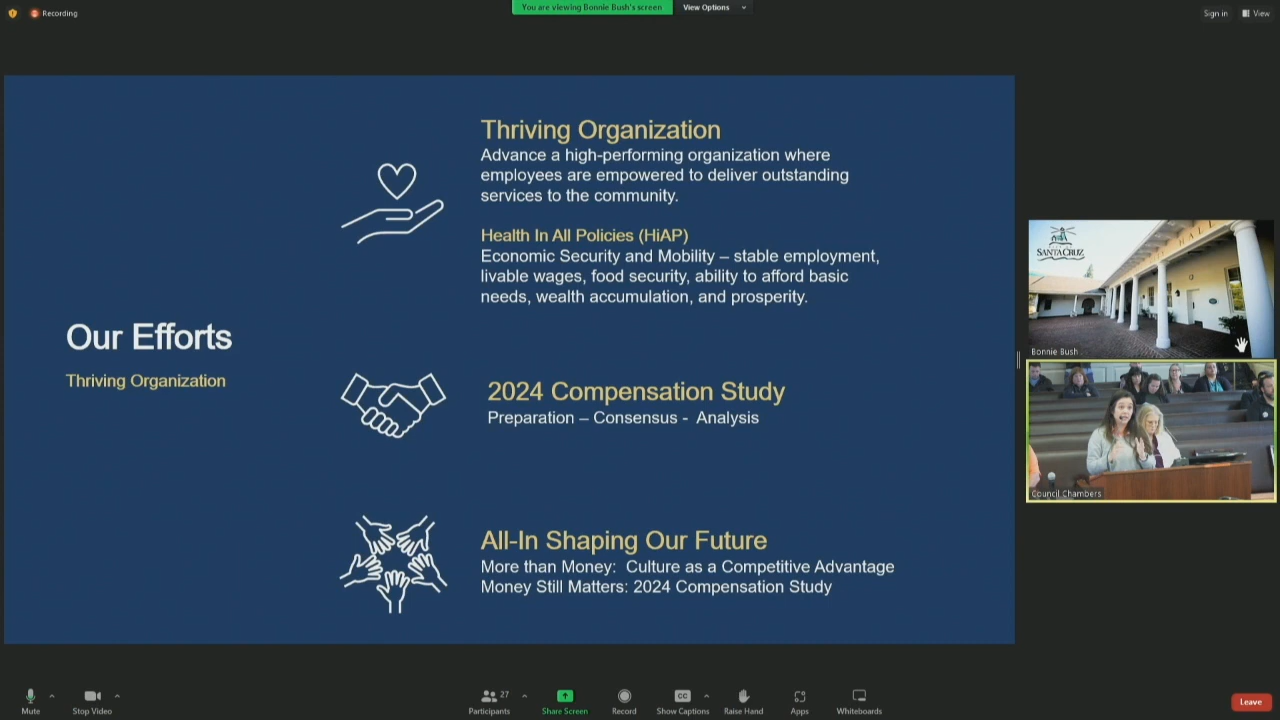 Recording
You are viewing Bonnie Bush's screen
View Options
Sign in
View
Thriving Organization
Advance a high-performing organization where
employees are empowered to deliver outstanding
services to the community.
Health In All Policies (HiAP)
Economic Security and Mobility – stable employment,
livable wages, food security, ability to afford basic
needs, wealth accumulation, and prosperity.
Our Efforts
Thriving Organization
2024 Compensation Study
Preparation – Consensus - Analysis
All-In Shaping Our Future
More than Money: Culture as a Competitive Advantage
Money Still Matters: 2024 Compensation Study
SANTA CRUZ
Bonnie Bush
Council Chambers
Mute
Stop Video
Participants
27
Share Screen
Record
CC
Show Captions
Raise Hand
Apps
Whiteboards
Leave